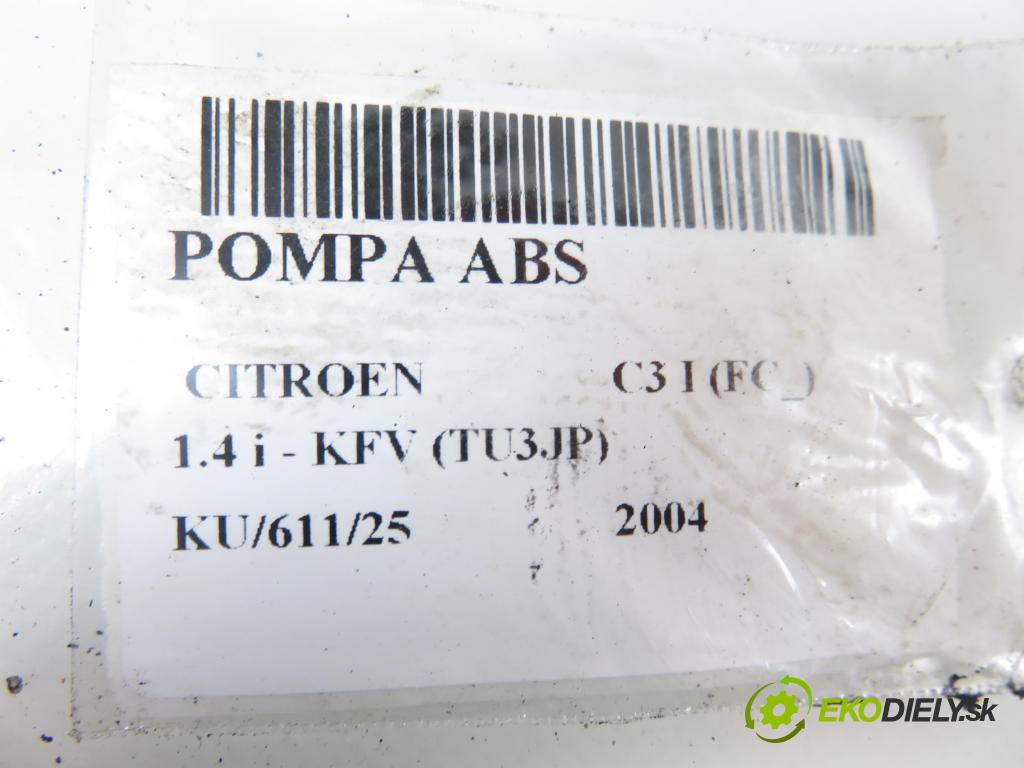 POMPA ABS
CITROEN C3 I (FC_)
1.4 i - KFV (TU3JP)
KU/611/25 2004
EKODIELY.sk